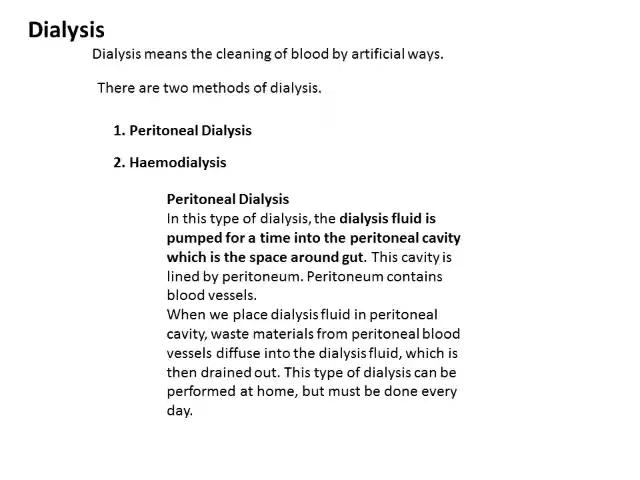 Dialysis
Dialysis means the cleaning of blood by artificial ways.
There are two methods of dialysis.
1. Peritoneal Dialysis
2. Haemodialysis
Peritoneal Dialysis
In this type of dialysis, the dialysis fluid is
pumped for a time into the peritoneal cavity
which is the space around gut. This cavity is
lined by peritoneum. Peritoneum contains
blood vessels.
When we place dialysis fluid in peritoneal
cavity, waste materials from peritoneal blood
vessels diffuse into the dialysis fluid, which is
then drained out. This type of dialysis can be
performed at home, but must be done every
day.